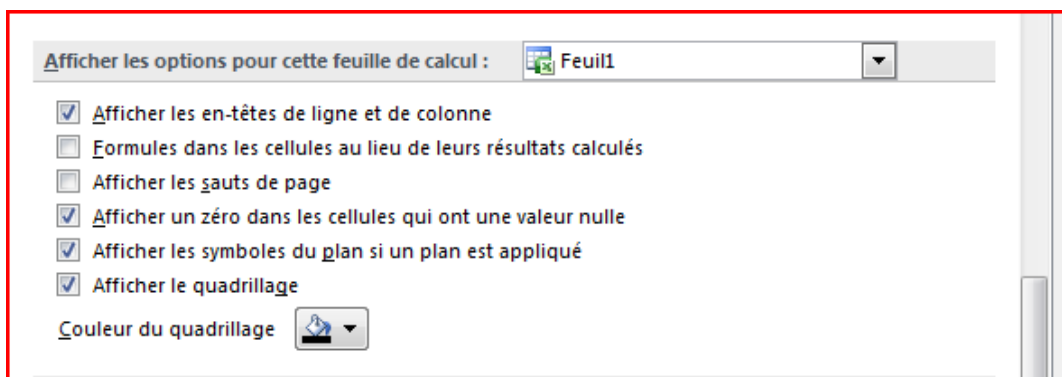 Afficher les options pour cette feuille de calcul : Feuil1
Afficher les en-têtes de ligne et de colonne
Formules dans les cellules au lieu de leurs résultats calculés
Afficher les sauts de page
Afficher un zéro dans les cellules qui ont une valeur nulle
Afficher les symboles du plan si un plan est appliqué
Afficher le quadrillage
Couleur du quadrillage